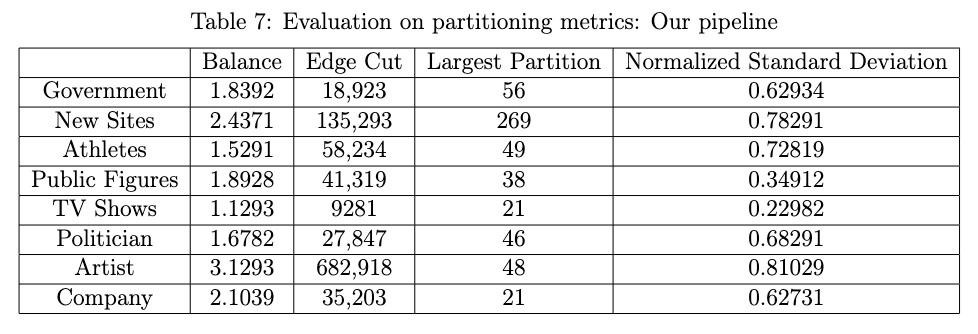 Table 7: Evaluation on partitioning metrics: Our pipeline
Balance Edge Cut Largest Partition Normalized Standard Deviation
Government 1.8392 18,923 56 0.62934
New Sites 2.4371 135,293 269 0.78291
Athletes 1.5291 58,234 49 0.72819
Public Figures 1.8928 41,319 38 0.34912
TV Shows 1.1293 9281 21 0.22982
Politician 1.6782 27,847 46 0.68291
Artist 3.1293 682,918 48 0.81029
Company 2.1039 35,203 21 0.62731